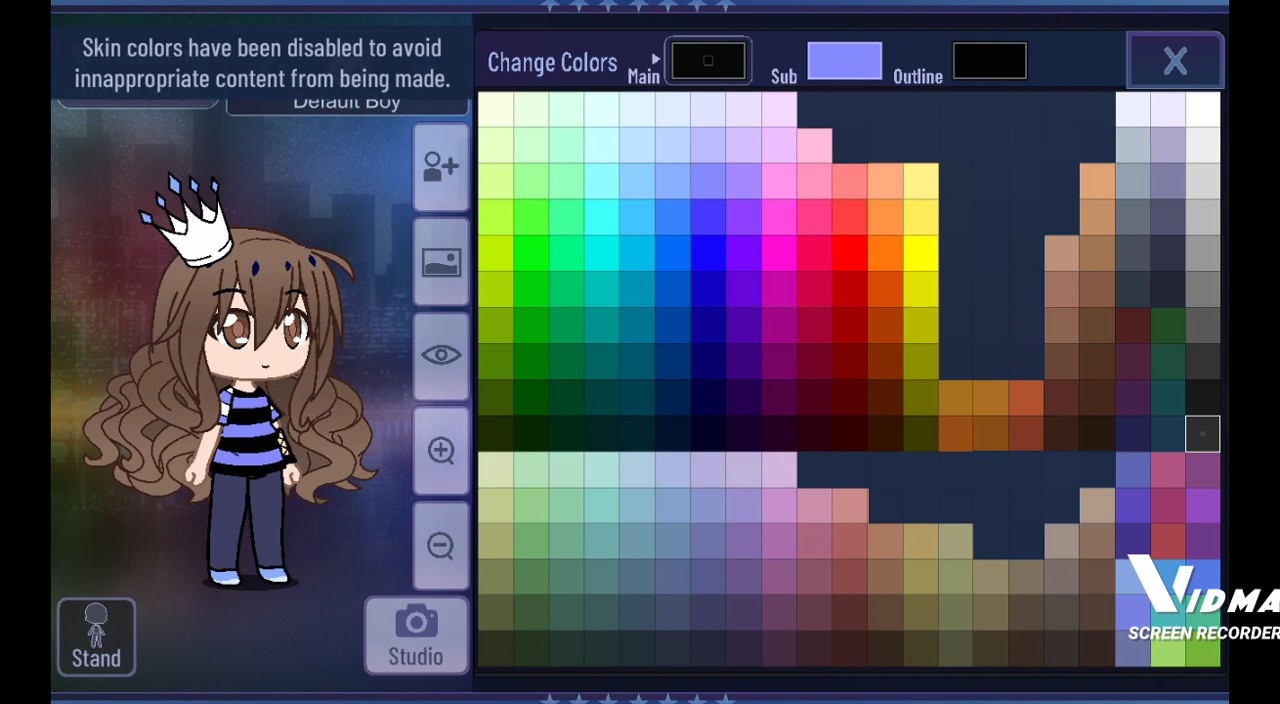 Skin colors have been disabled to avoid
innappropriate content from being made.
Default Boy
Change Colors
Main
Sub
Outline
X
Stand
Studio
VIDMA
SCREEN RECORDER